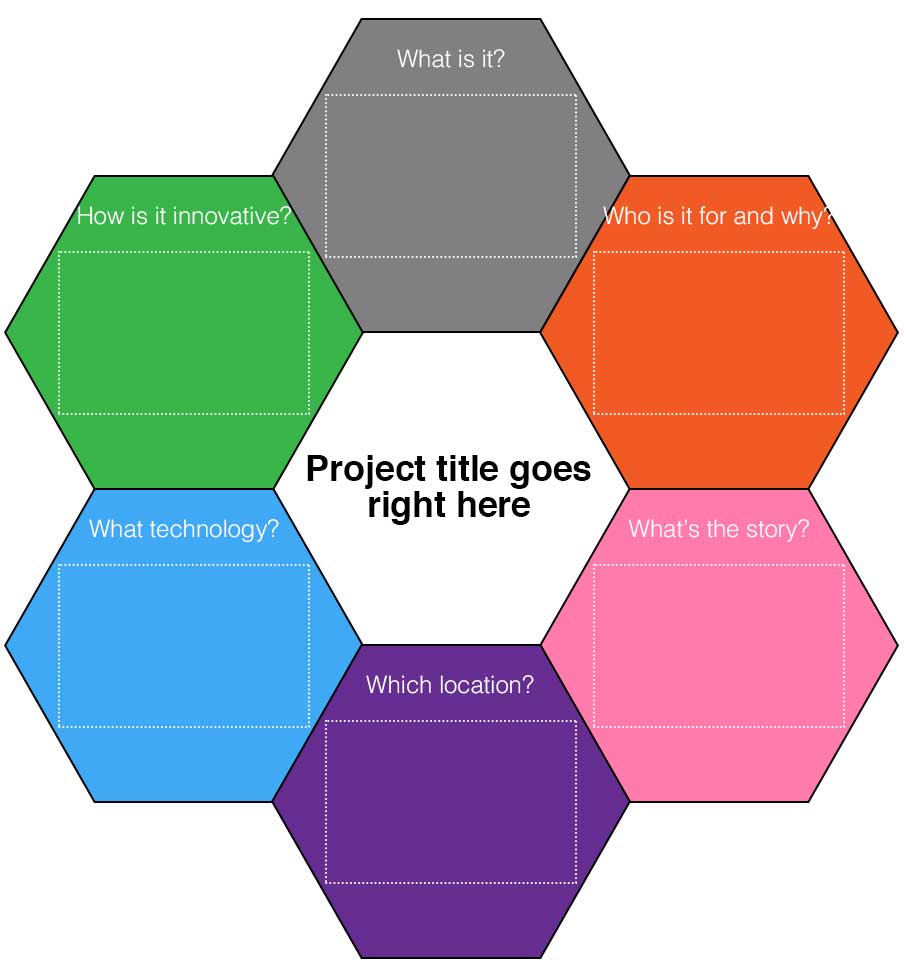 What is it?
How is it innovative?
Who is it for and why?
Project title goes
right here
What technology?
What's the story?
Which location?